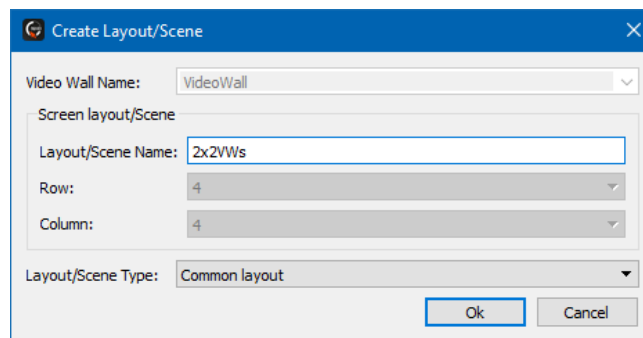 Create Layout/Scene
Video Wall Name: VideoWall
Screen layout/Scene
Layout/Scene Name: 2x2VWs
Row: 4
Column: 4
Layout/Scene Type: Common layout
Ok Cancel